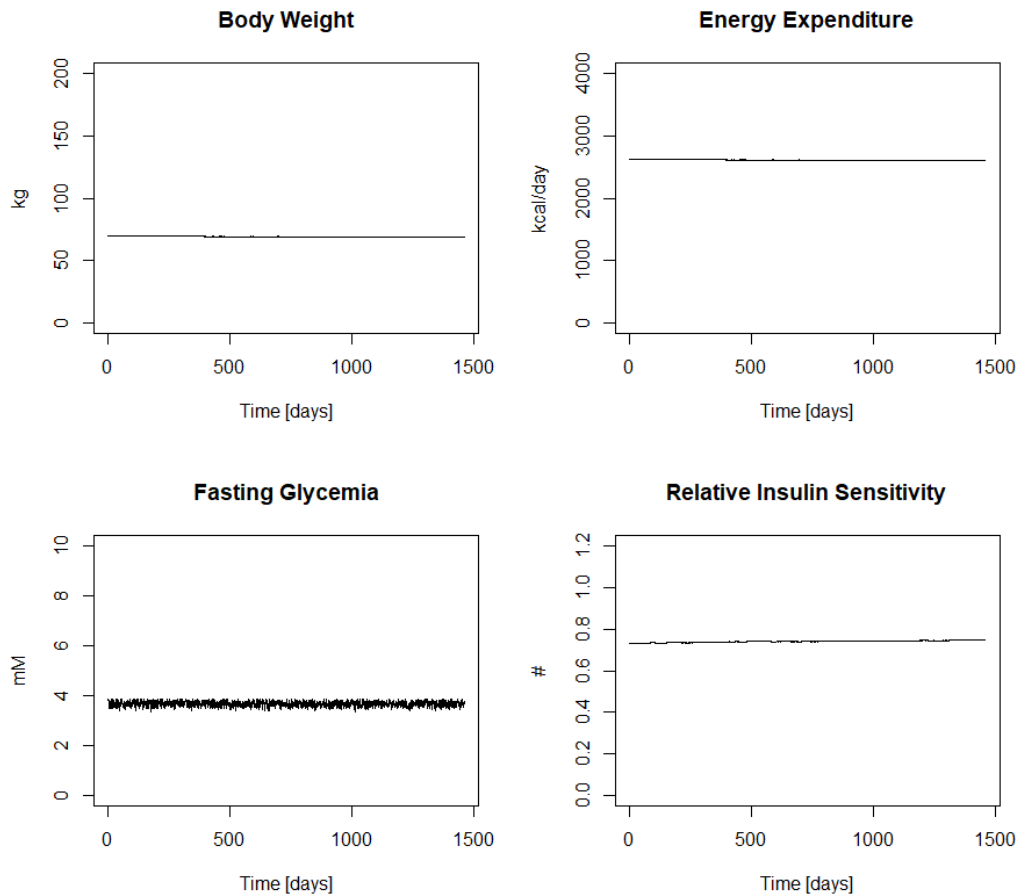 Body Weight
kg
200
150
100
50
0
0 500 1000 1500
Time [days]
Energy Expenditure
kcal/day
4000
3000
2000
1000
0
0 500 1000 1500
Time [days]
Fasting Glycemia
mM
10
8
6
4
2
0
0 500 1000 1500
Time [days]
Relative Insulin Sensitivity
#
1.2
1.0
0.8
0.6
0.4
0.2
0.0
0 500 1000 1500
Time [days]